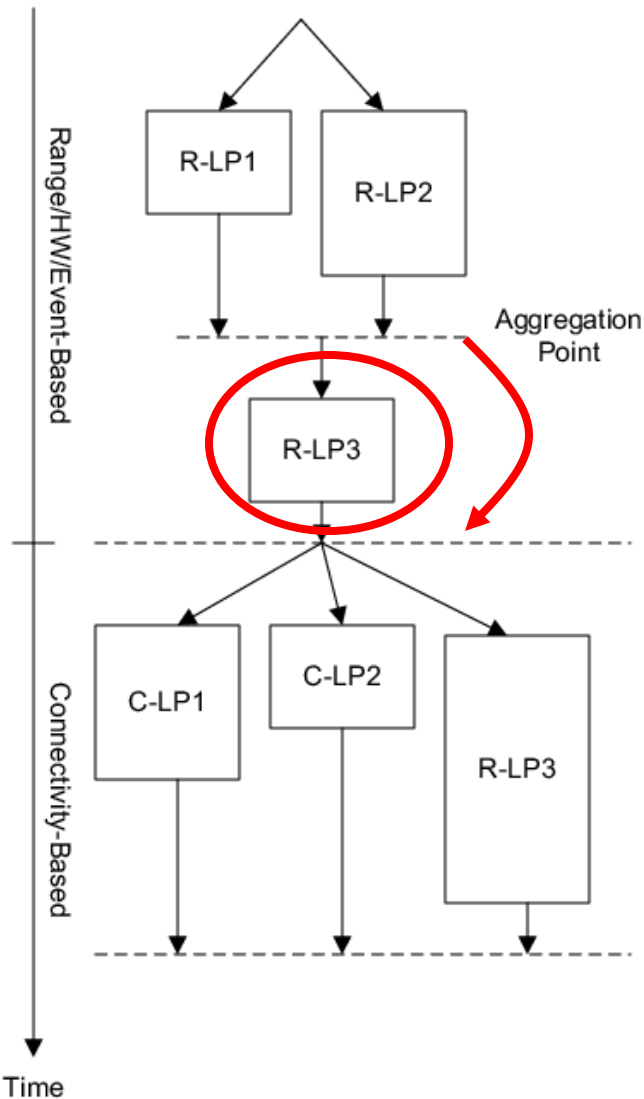 R-LP1
R-LP2
Range/HW/Event-Based
Aggregation
Point
R-LP3
C-LP1
C-LP2
R-LP3
Connectivity-Based
Time